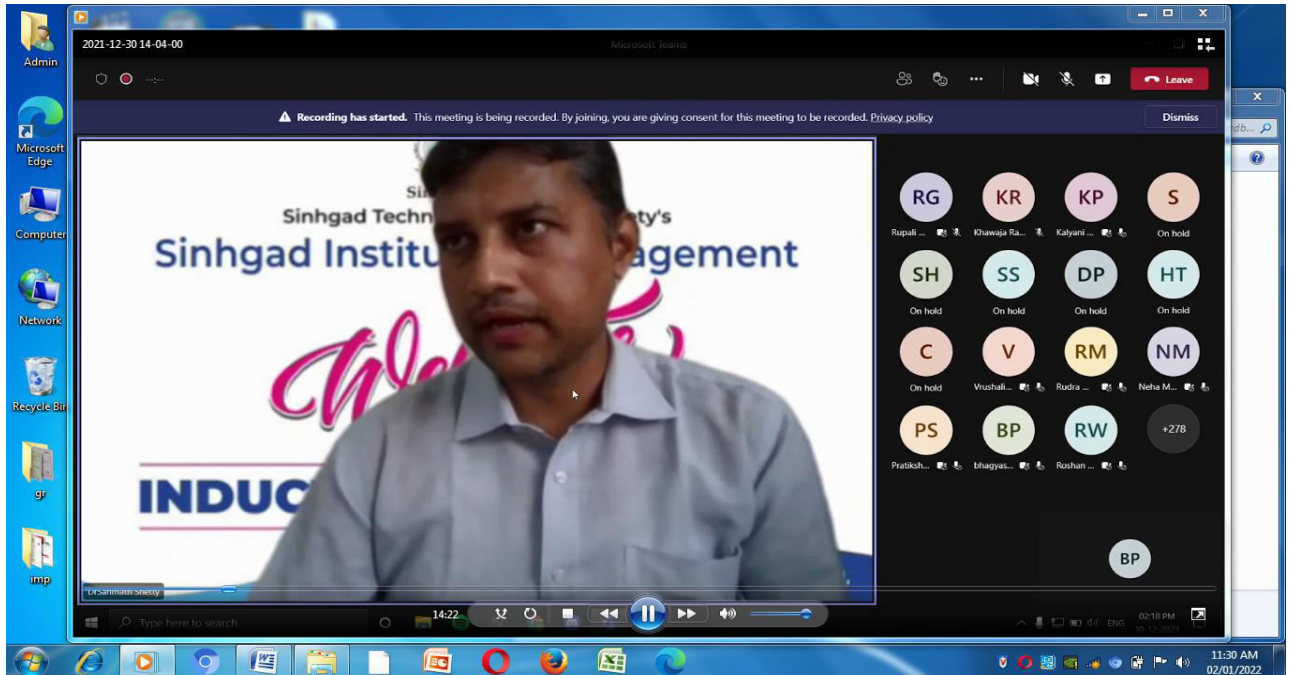 Admin
Microsoft
Edge
Computer
Network
Recycle Bin
gr
imp
2021-12-30 14-04-00
Microsoft Teams
--:--
Leave
Recording has started. This meeting is being recorded. By joining, you are giving consent for this meeting to be recorded. Privacy policy
Dismiss
Sinhgad Techn ety's
Sinhgad Institu agement
INDUC
Dr.Sanmath Shetty
RG
KR
KP
S
Rupali ...
Khawaja Ra...
Kalyani ...
On hold
SH
SS
DP
HT
On hold
On hold
On hold
On hold
C
V
RM
NM
On hold
Vrushali...
Rudra ...
Neha M...
PS
BP
RW
+278
Pratiksh...
bhagyas...
Roshan ...
BP
Type here to search
14:22
ENG
02:18 PM
11:30 AM
02/01/2022